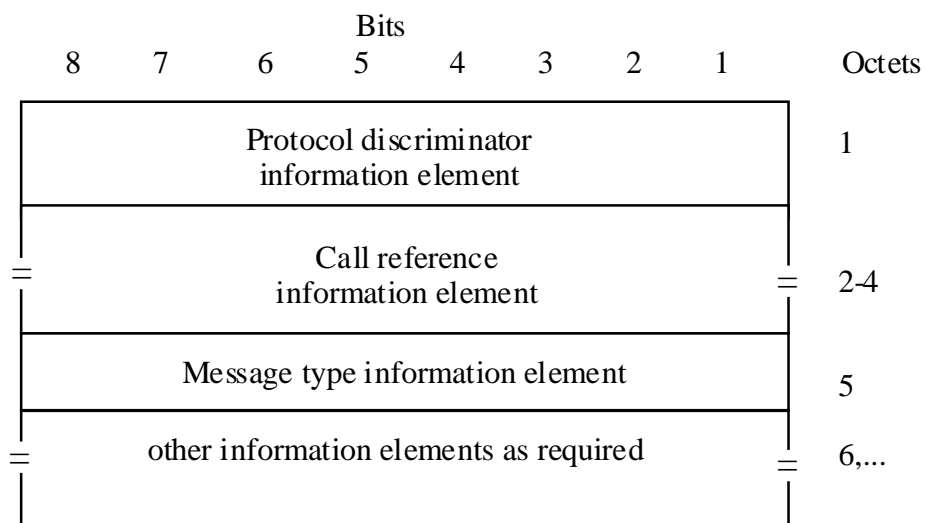 Bits
8 7 6 5 4 3 2 1 Octets
Protocol discriminator
information element
1
Call reference
information element
2-4
Message type information element
5
other information elements as required
6,...